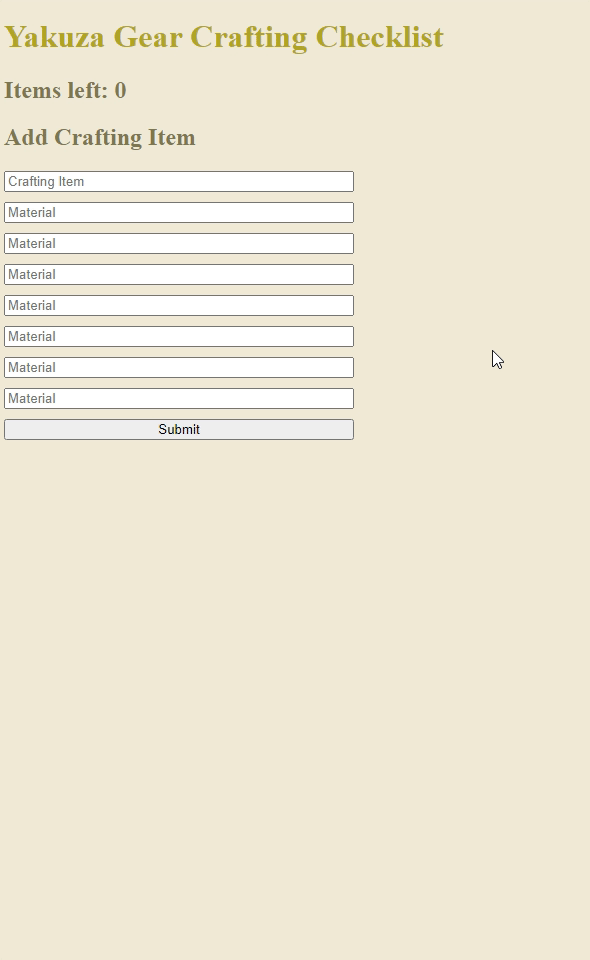 Yakuza Gear Crafting Checklist
Items left: 0
Add Crafting Item
Crafting Item
Material
Material
Material
Material
Material
Material
Material
Submit